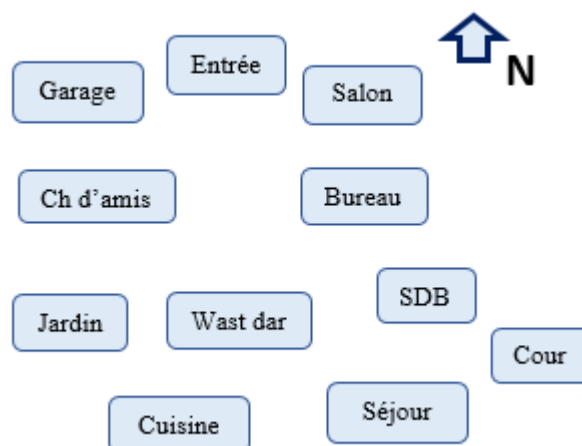 Entrée
N
Garage
Salon
Ch d'amis
Bureau
SDB
Jardin
Wast dar
Cour
Séjour
Cuisine